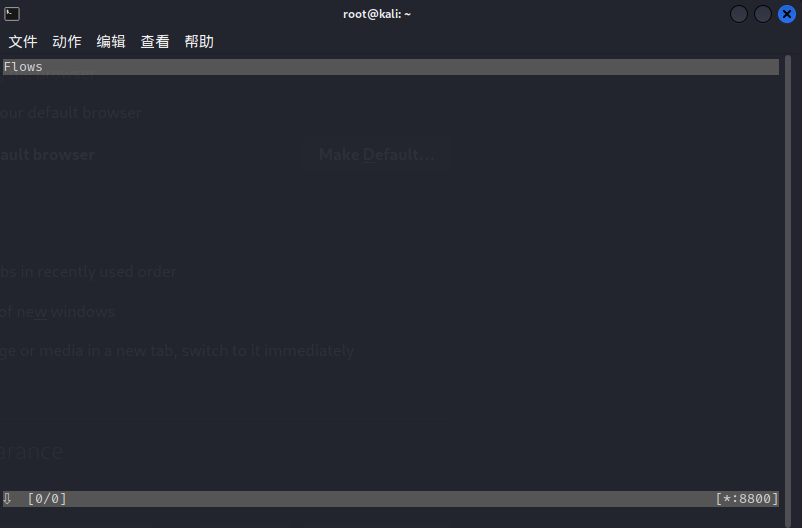 root@kali: ~
文件 动作 编辑 查看 帮助
Flows
our default browser
ault browser Make Default...
bs in recently used order
of new windows
ge or media in a new tab, switch to it immediately
arance
⇩ [0/0] [*:8800]